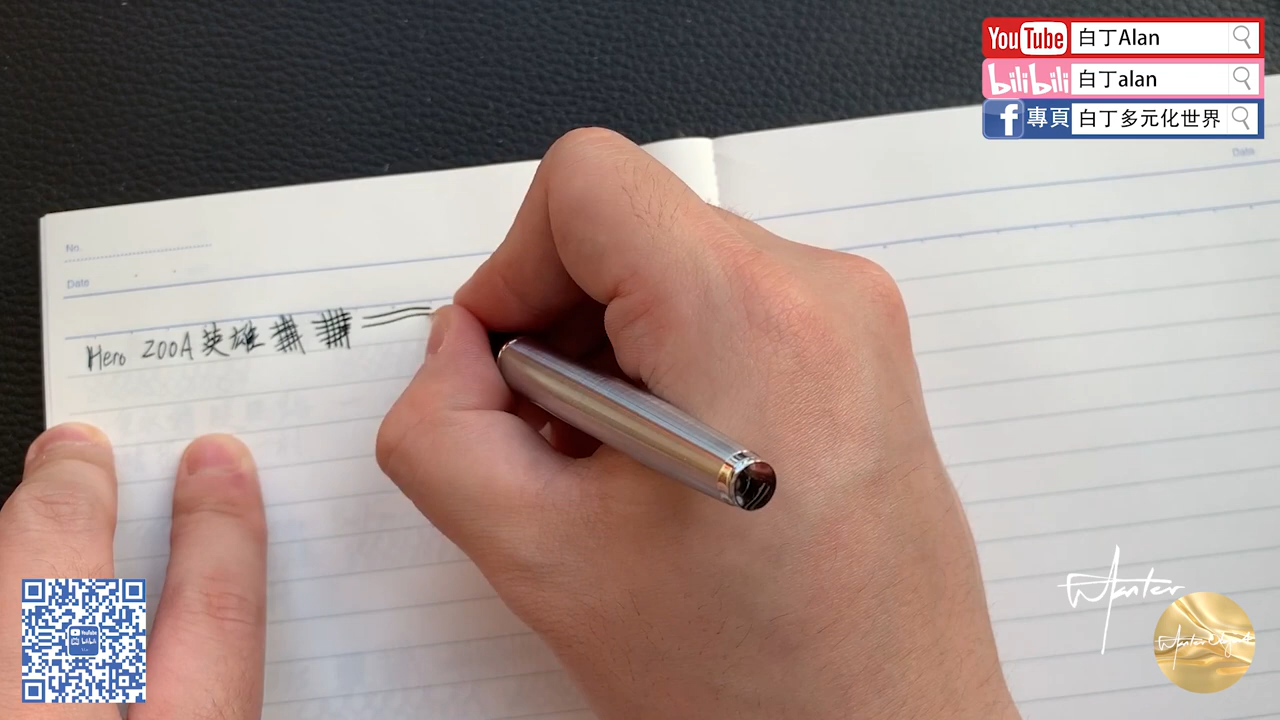 YouTube 白丁Alan
bilibili 白丁alan
f 專頁 白丁多元化世界
Date
No.
Date
Hero 200A 英雄